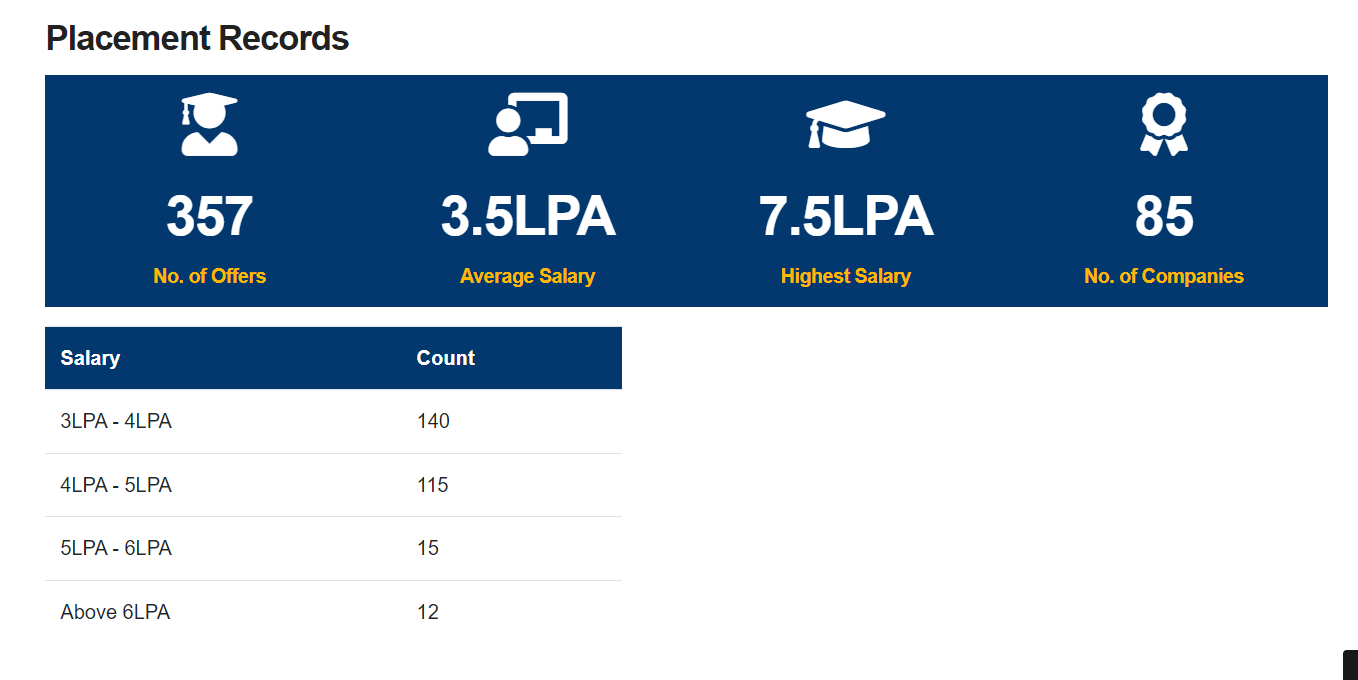 Placement Records
357 3.5LPA 7.5LPA 85
No. of Offers Average Salary Highest Salary No. of Companies
Salary Count
3LPA - 4LPA 140
4LPA - 5LPA 115
5LPA - 6LPA 15
Above 6LPA 12